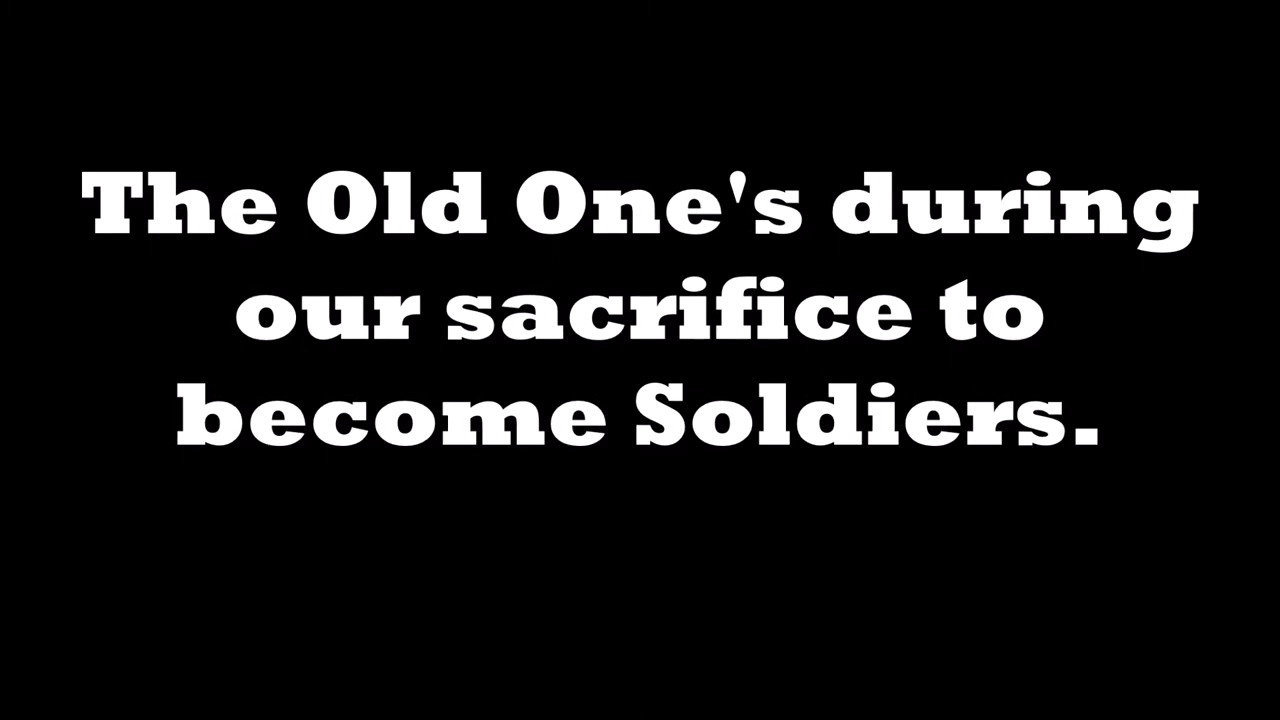 The Old One's during
our sacrifice to
become Soldiers.